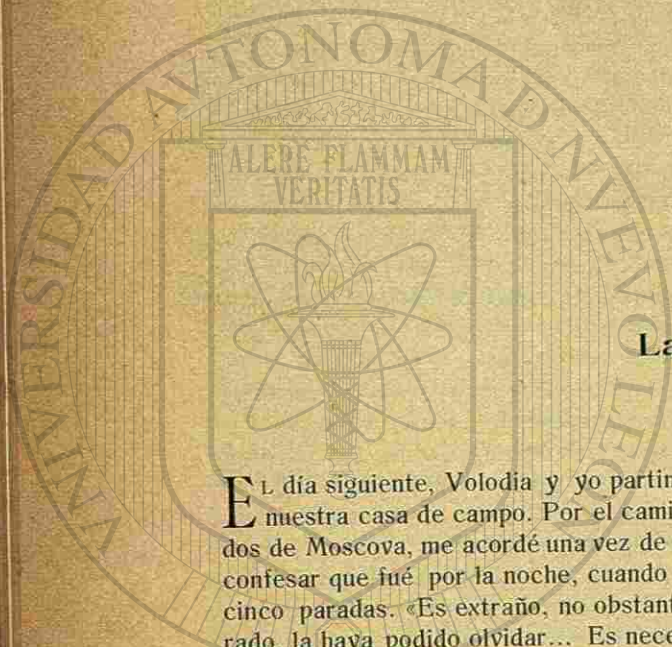 UNIVERSIDAD AUTONOMA DE NUEVO LEON
ALERE FLAMMAM
VERITATIS
La
EL día siguiente, Volodia y yo partir
nuestra casa de campo. Por el cami
dos de Moscova, me acordé una vez de
confesar que fué por la noche, cuando
cinco paradas. «Es extraño, no obstant
rado, la haya podido olvidar... Es nece